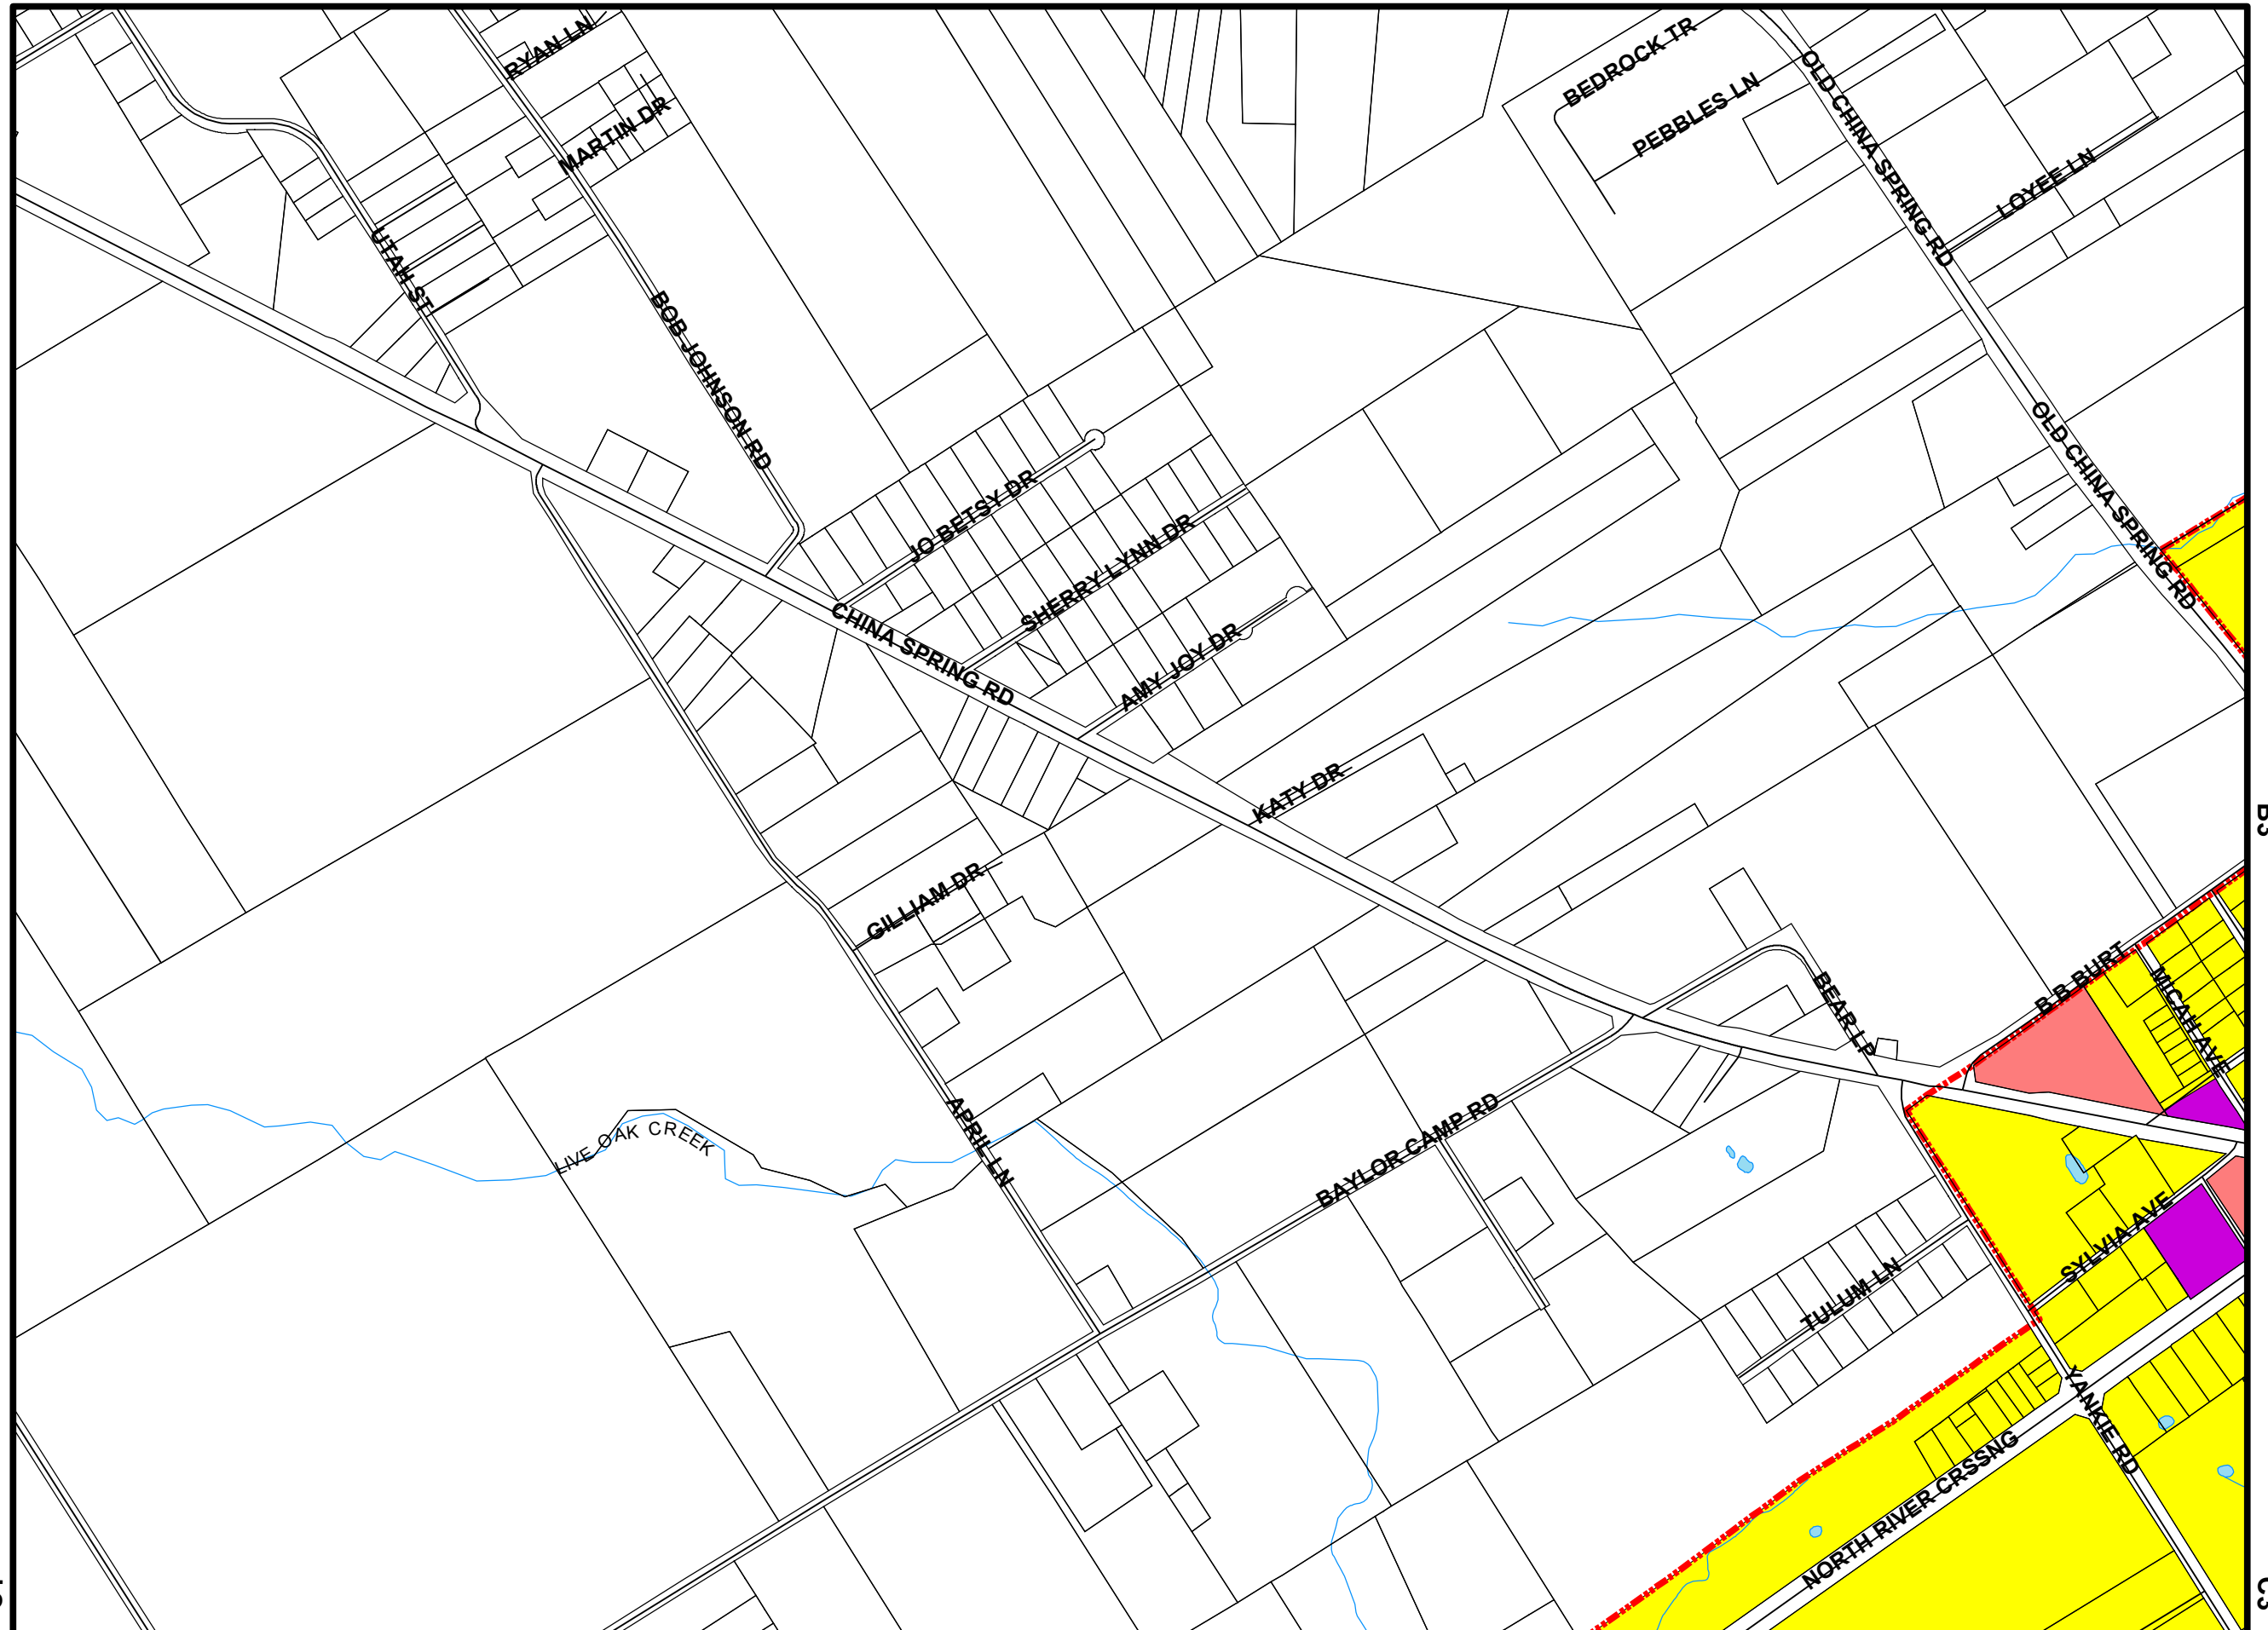 RYAN LN
MARTIN DR
BEDROCK TR
PEBBLES LN
OLD CHINA SPRING RD
LOYEE LN
UTAH ST
BOB JOHNSON RD
OLD CHINA SPRING RD
JO BETSY DR
SHERRY LYNN DR
CHINA SPRING RD
AMY JOY DR
KATY DR
B3
GILLIAM DR
B B BURT
MICAH AVE
BEAR LP
APRIL LN
LIVE OAK CREEK
BAYLOR CAMP RD
SYLVIA AVE
TULUM LN
YANKIE RD
NORTH RIVER CRSSNG
C3